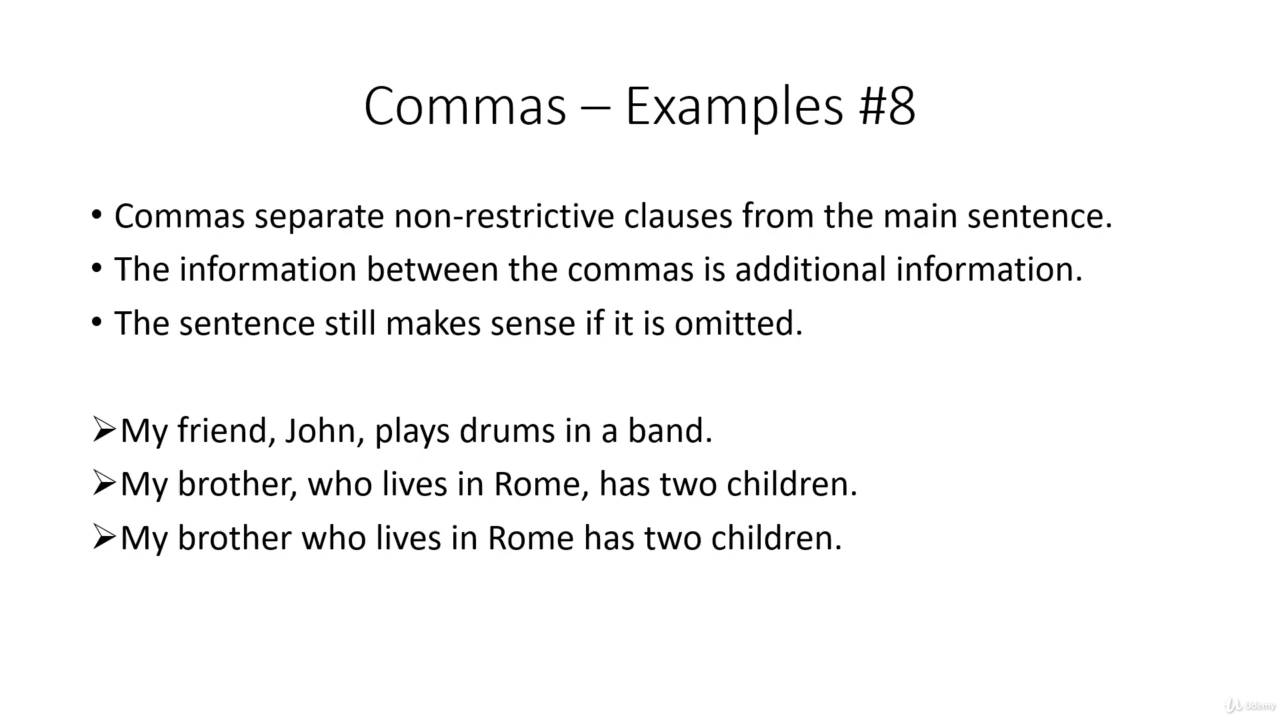 Commas – Examples #8
• Commas separate non-restrictive clauses from the main sentence.
• The information between the commas is additional information.
• The sentence still makes sense if it is omitted.
➢My friend, John, plays drums in a band.
➢My brother, who lives in Rome, has two children.
➢My brother who lives in Rome has two children.
Udemy